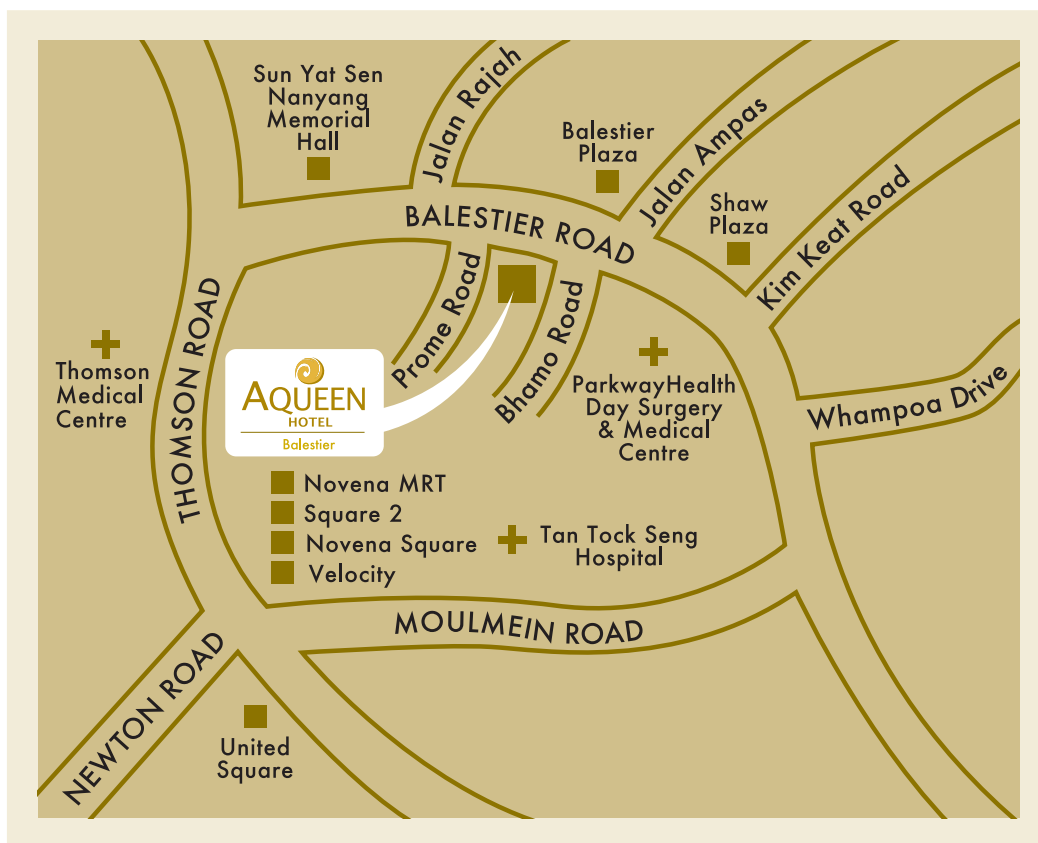 Sun Yat Sen
Nanyang
Memorial
Hall
Jalan Rajah
Balestier
Plaza
Jalan Ampas
Shaw
Plaza
Kim Keat Road
BALESTIER ROAD
Prome Road
Bhamo Road
THOMSON ROAD
Thomson
Medical
Centre
AQUEEN
HOTEL
Balestier
ParkwayHealth
Day Surgery
& Medical
Centre
Whampoa Drive
Novena MRT
Square 2
Novena Square
Velocity
Tan Tock Seng
Hospital
MOULMEIN ROAD
NEWTON ROAD
United
Square